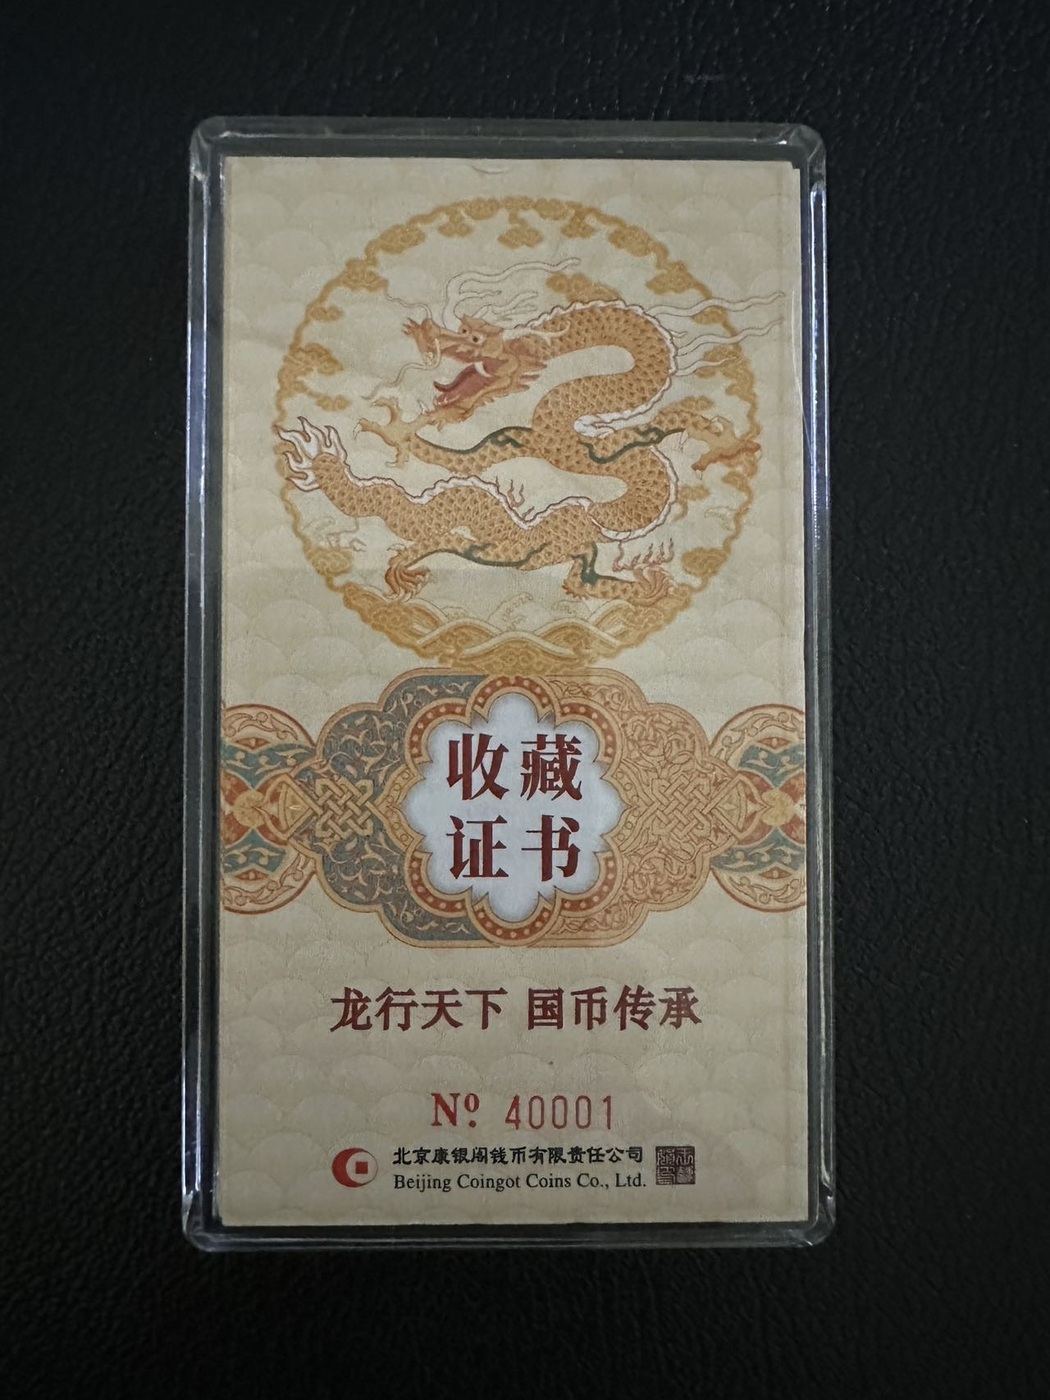 收藏
证书
龙行天下 国币传承
Nº 40001
北京康银阁钱币有限责任公司
Beijing Coingot Coins Co., Ltd.